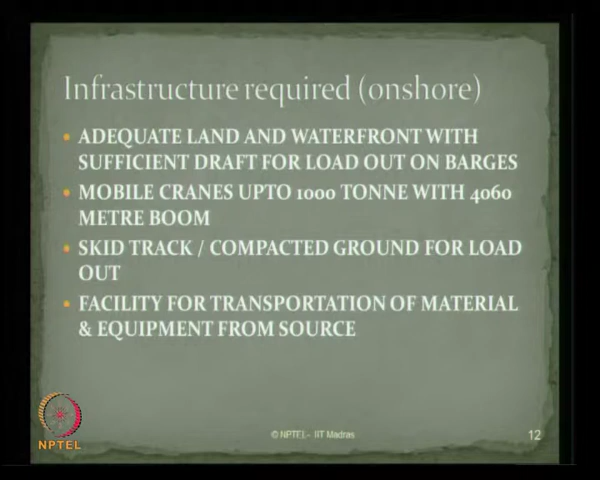 Infrastructure required (onshore)
ADEQUATE LAND AND WATERFRONT WITH
SUFFICIENT DRAFT FOR LOAD OUT ON BARGES
MOBILE CRANES UPTO 1000 TONNE WITH 4060
METRE BOOM
SKID TRACK / COMPACTED GROUND FOR LOAD
OUT
FACILITY FOR TRANSPORTATION OF MATERIAL
& EQUIPMENT FROM SOURCE
NPTEL
© NPTEL- IIT Madras
12